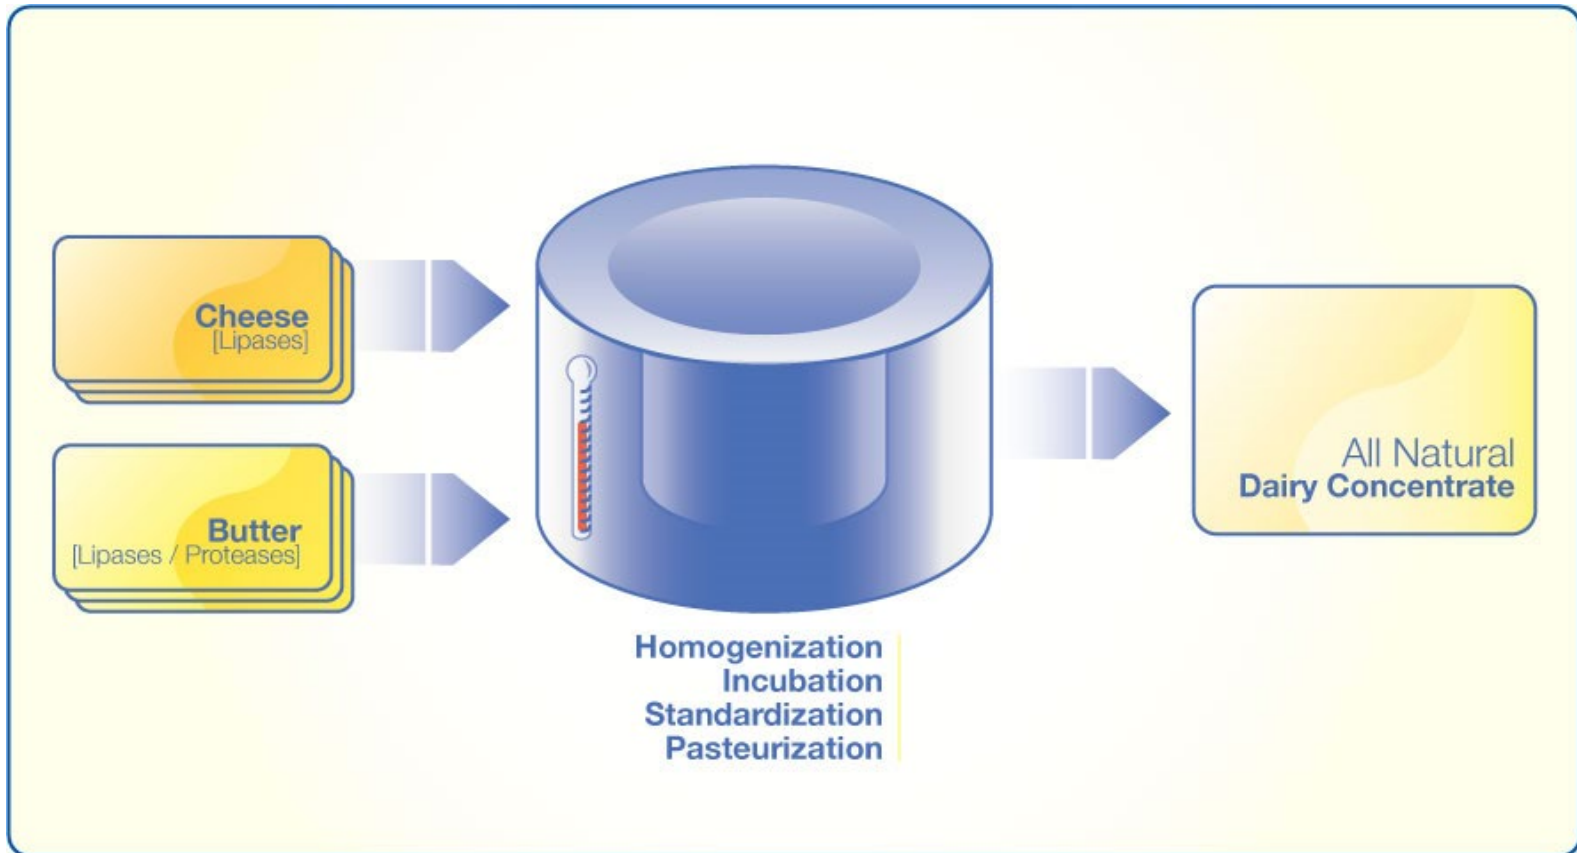 Cheese
[Lipases]
Butter
[Lipases / Proteases]
Homogenization
Incubation
Standardization
Pasteurization
All Natural
Dairy Concentrate